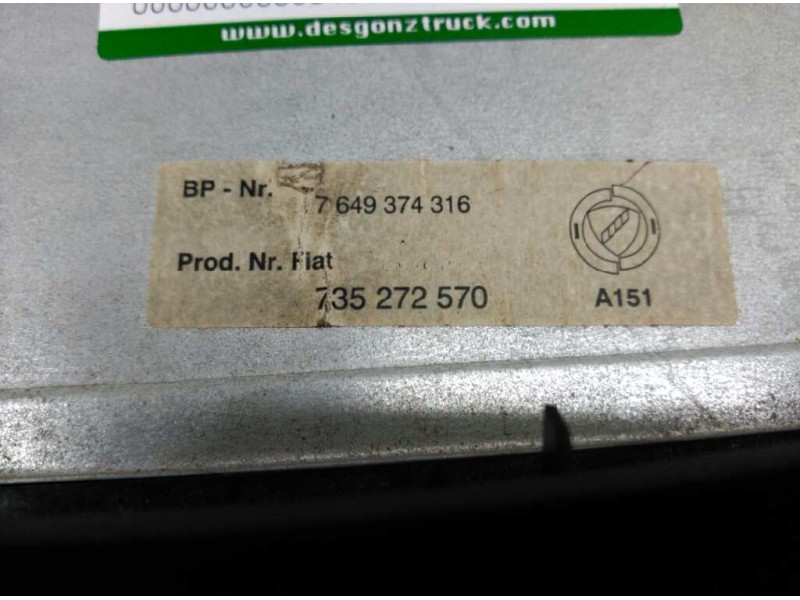 www.desgonztruck.com
BP - Nr.
7 649 374 316
Prod. Nr. Fiat
735 272 570
A151